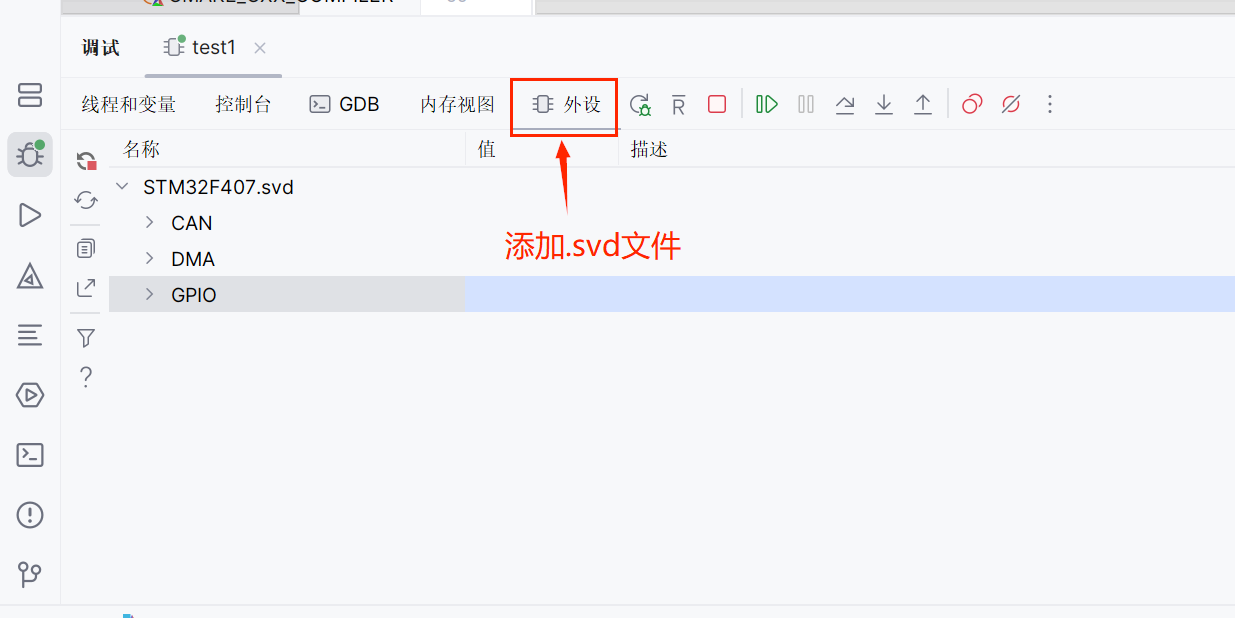 调试 test1
线程和变量 控制台 GDB 内存视图 外设
名称 值 描述
STM32F407.svd
CAN
DMA
GPIO
添加.svd文件